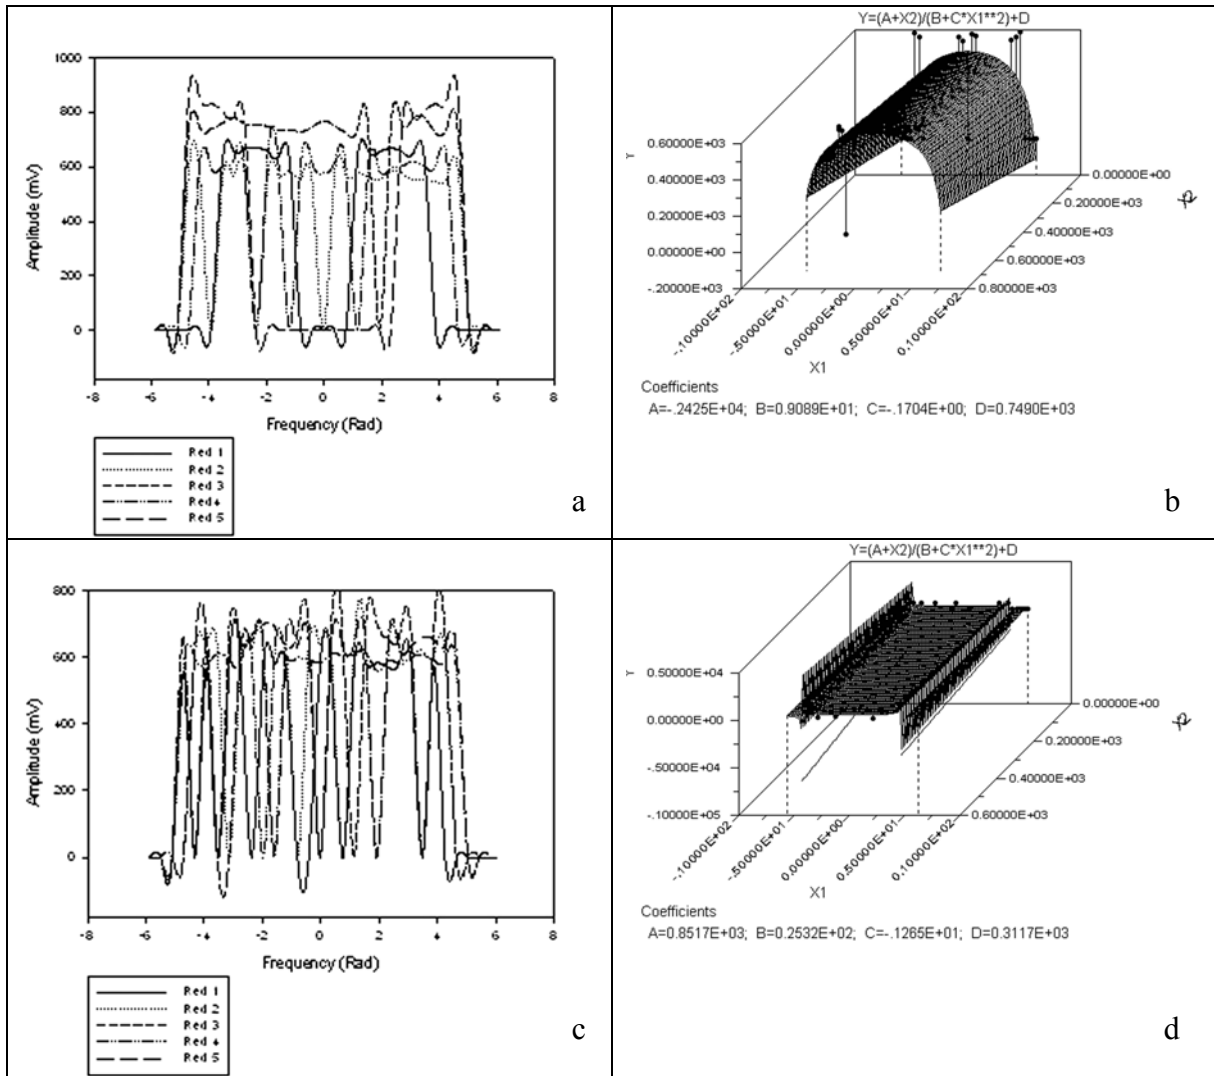 1000
800
600
400
200
0
Amplitude (mV)
-8 -6 -4 -2 0 2 4 6 8
Frequency (Rad)
Red 1
Red 2
Red 3
Red 4
Red 5
a
Y=(A+X2)/(B+C*X1**2)+D
0.60000E+03
0.40000E+03
0.20000E+03
0.00000E+00
-.20000E+03
Y
-.10000E+02
-.50000E+01
0.00000E+00
0.50000E+01
0.10000E+02
X1
0.00000E+00
0.20000E+03
0.40000E+03
0.60000E+03
0.80000E+03
X2
Coefficients
A=-.2425E+04; B=0.9089E+01; C=-.1704E+00; D=0.7490E+03
b
800
600
400
200
0
Amplitude (mV)
-8 -6 -4 -2 0 2 4 6 8
Frequency (Rad)
Red 1
Red 2
Red 3
Red 4
Red 5
c
Y=(A+X2)/(B+C*X1**2)+D
0.50000E+04
0.00000E+00
-.50000E+04
-.10000E+05
Y
-.10000E+02
-.50000E+01
0.00000E+00
0.50000E+01
0.10000E+02
X1
0.00000E+00
0.20000E+03
0.40000E+03
0.60000E+03
X2
Coefficients
A=0.8517E+03; B=0.2532E+02; C=-.1265E+01; D=0.3117E+03
d